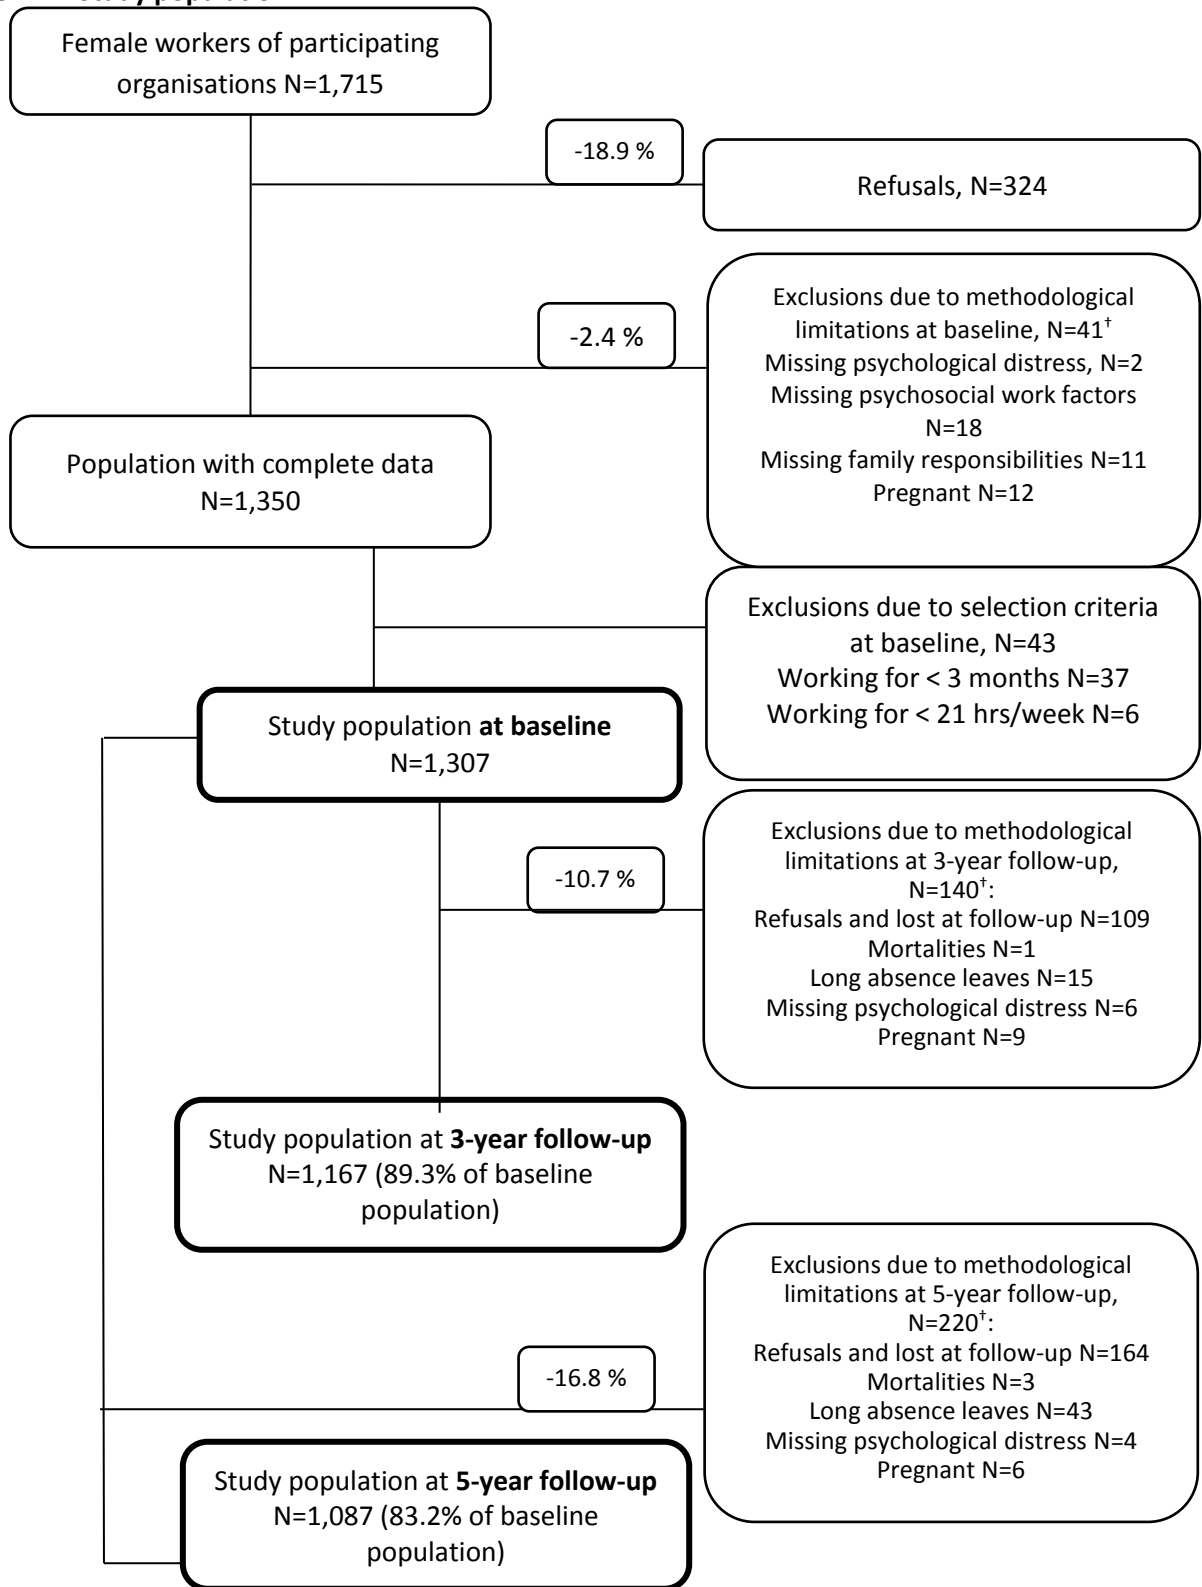 Female workers of participating
organisations N=1,715
-18.9 %
Refusals, N=324
Exclusions due to methodological
limitations at baseline, N=41†
Missing psychological distress, N=2
Missing psychosocial work factors
N=18
Missing family responsibilities N=11
Pregnant N=12
-2.4 %
Population with complete data
N=1,350
Exclusions due to selection criteria
at baseline, N=43
Working for < 3 months N=37
Working for < 21 hrs/week N=6
Study population at baseline
N=1,307
Exclusions due to methodological
limitations at 3-year follow-up,
N=140†:
Refusals and lost at follow-up N=109
Mortalities N=1
Long absence leaves N=15
Missing psychological distress N=6
Pregnant N=9
-10.7 %
Study population at 3-year follow-up
N=1,167 (89.3% of baseline
population)
Exclusions due to methodological
limitations at 5-year follow-up,
N=220†:
Refusals and lost at follow-up N=164
Mortalities N=3
Long absence leaves N=43
Missing psychological distress N=4
Pregnant N=6
-16.8 %
Study population at 5-year follow-up
N=1,087 (83.2% of baseline
population)